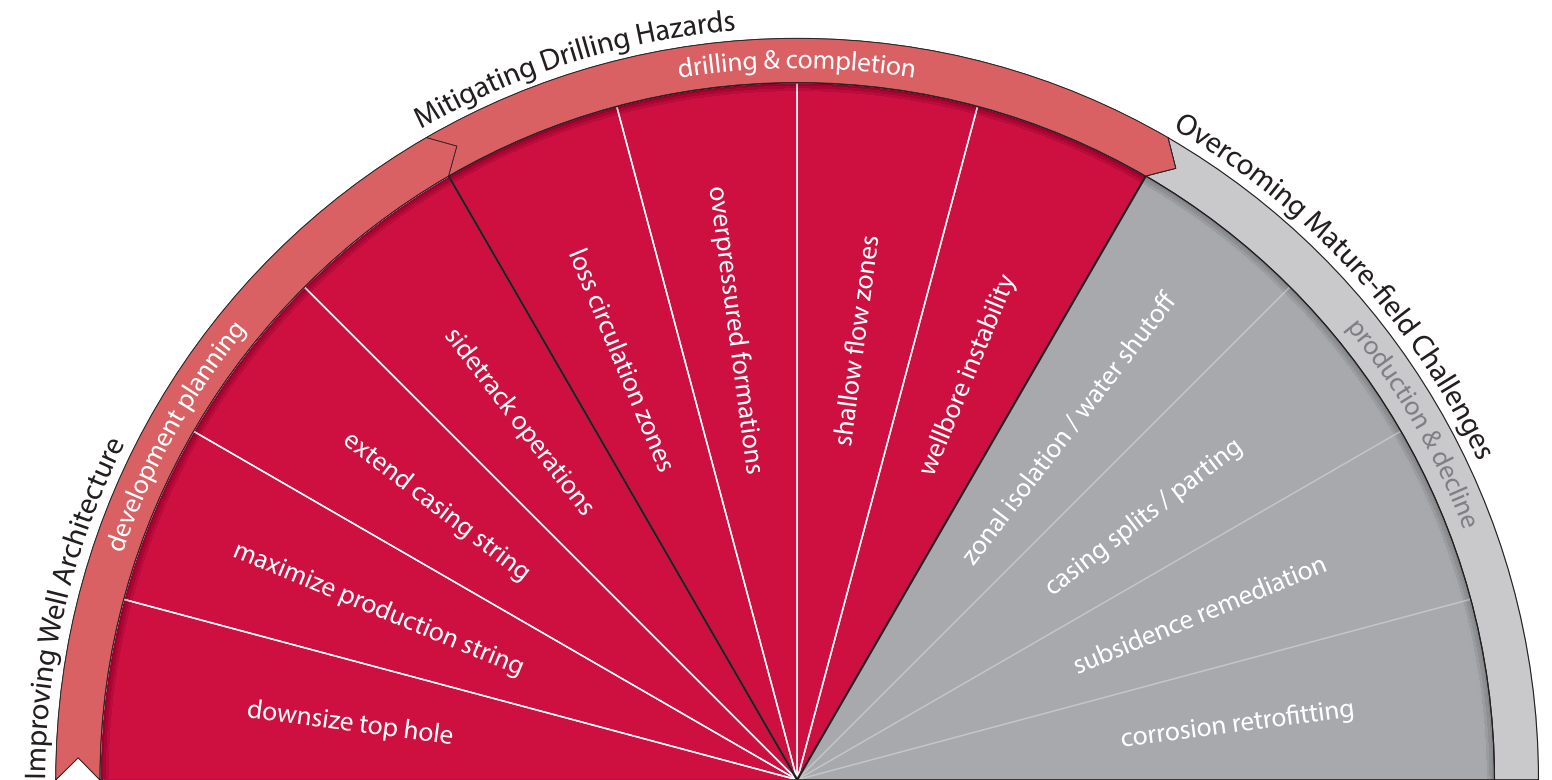 Improving Well Architecture
development planning
downsize top hole
maximize production string
extend casing string
sidetrack operations
Mitigating Drilling Hazards
drilling & completion
loss circulation zones
overpressured formations
shallow flow zones
wellbore instability
Overcoming Mature-field Challenges
production & decline
zonal isolation / water shutoff
casing splits / parting
subsidence remediation
corrosion retrofitting